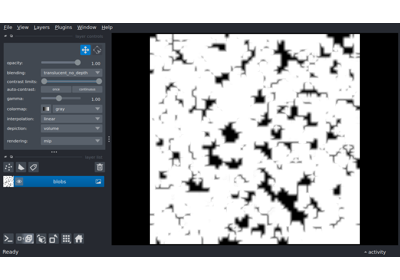 File View Layers Plugins Window Help
opacity: 1.00
blending: translucent_no_depth
contrast limits:
auto-contrast: once continuous
gamma: 1.00
colormap: gray
interpolation: linear
depiction: volume
rendering: mip
blobs
Ready
activity